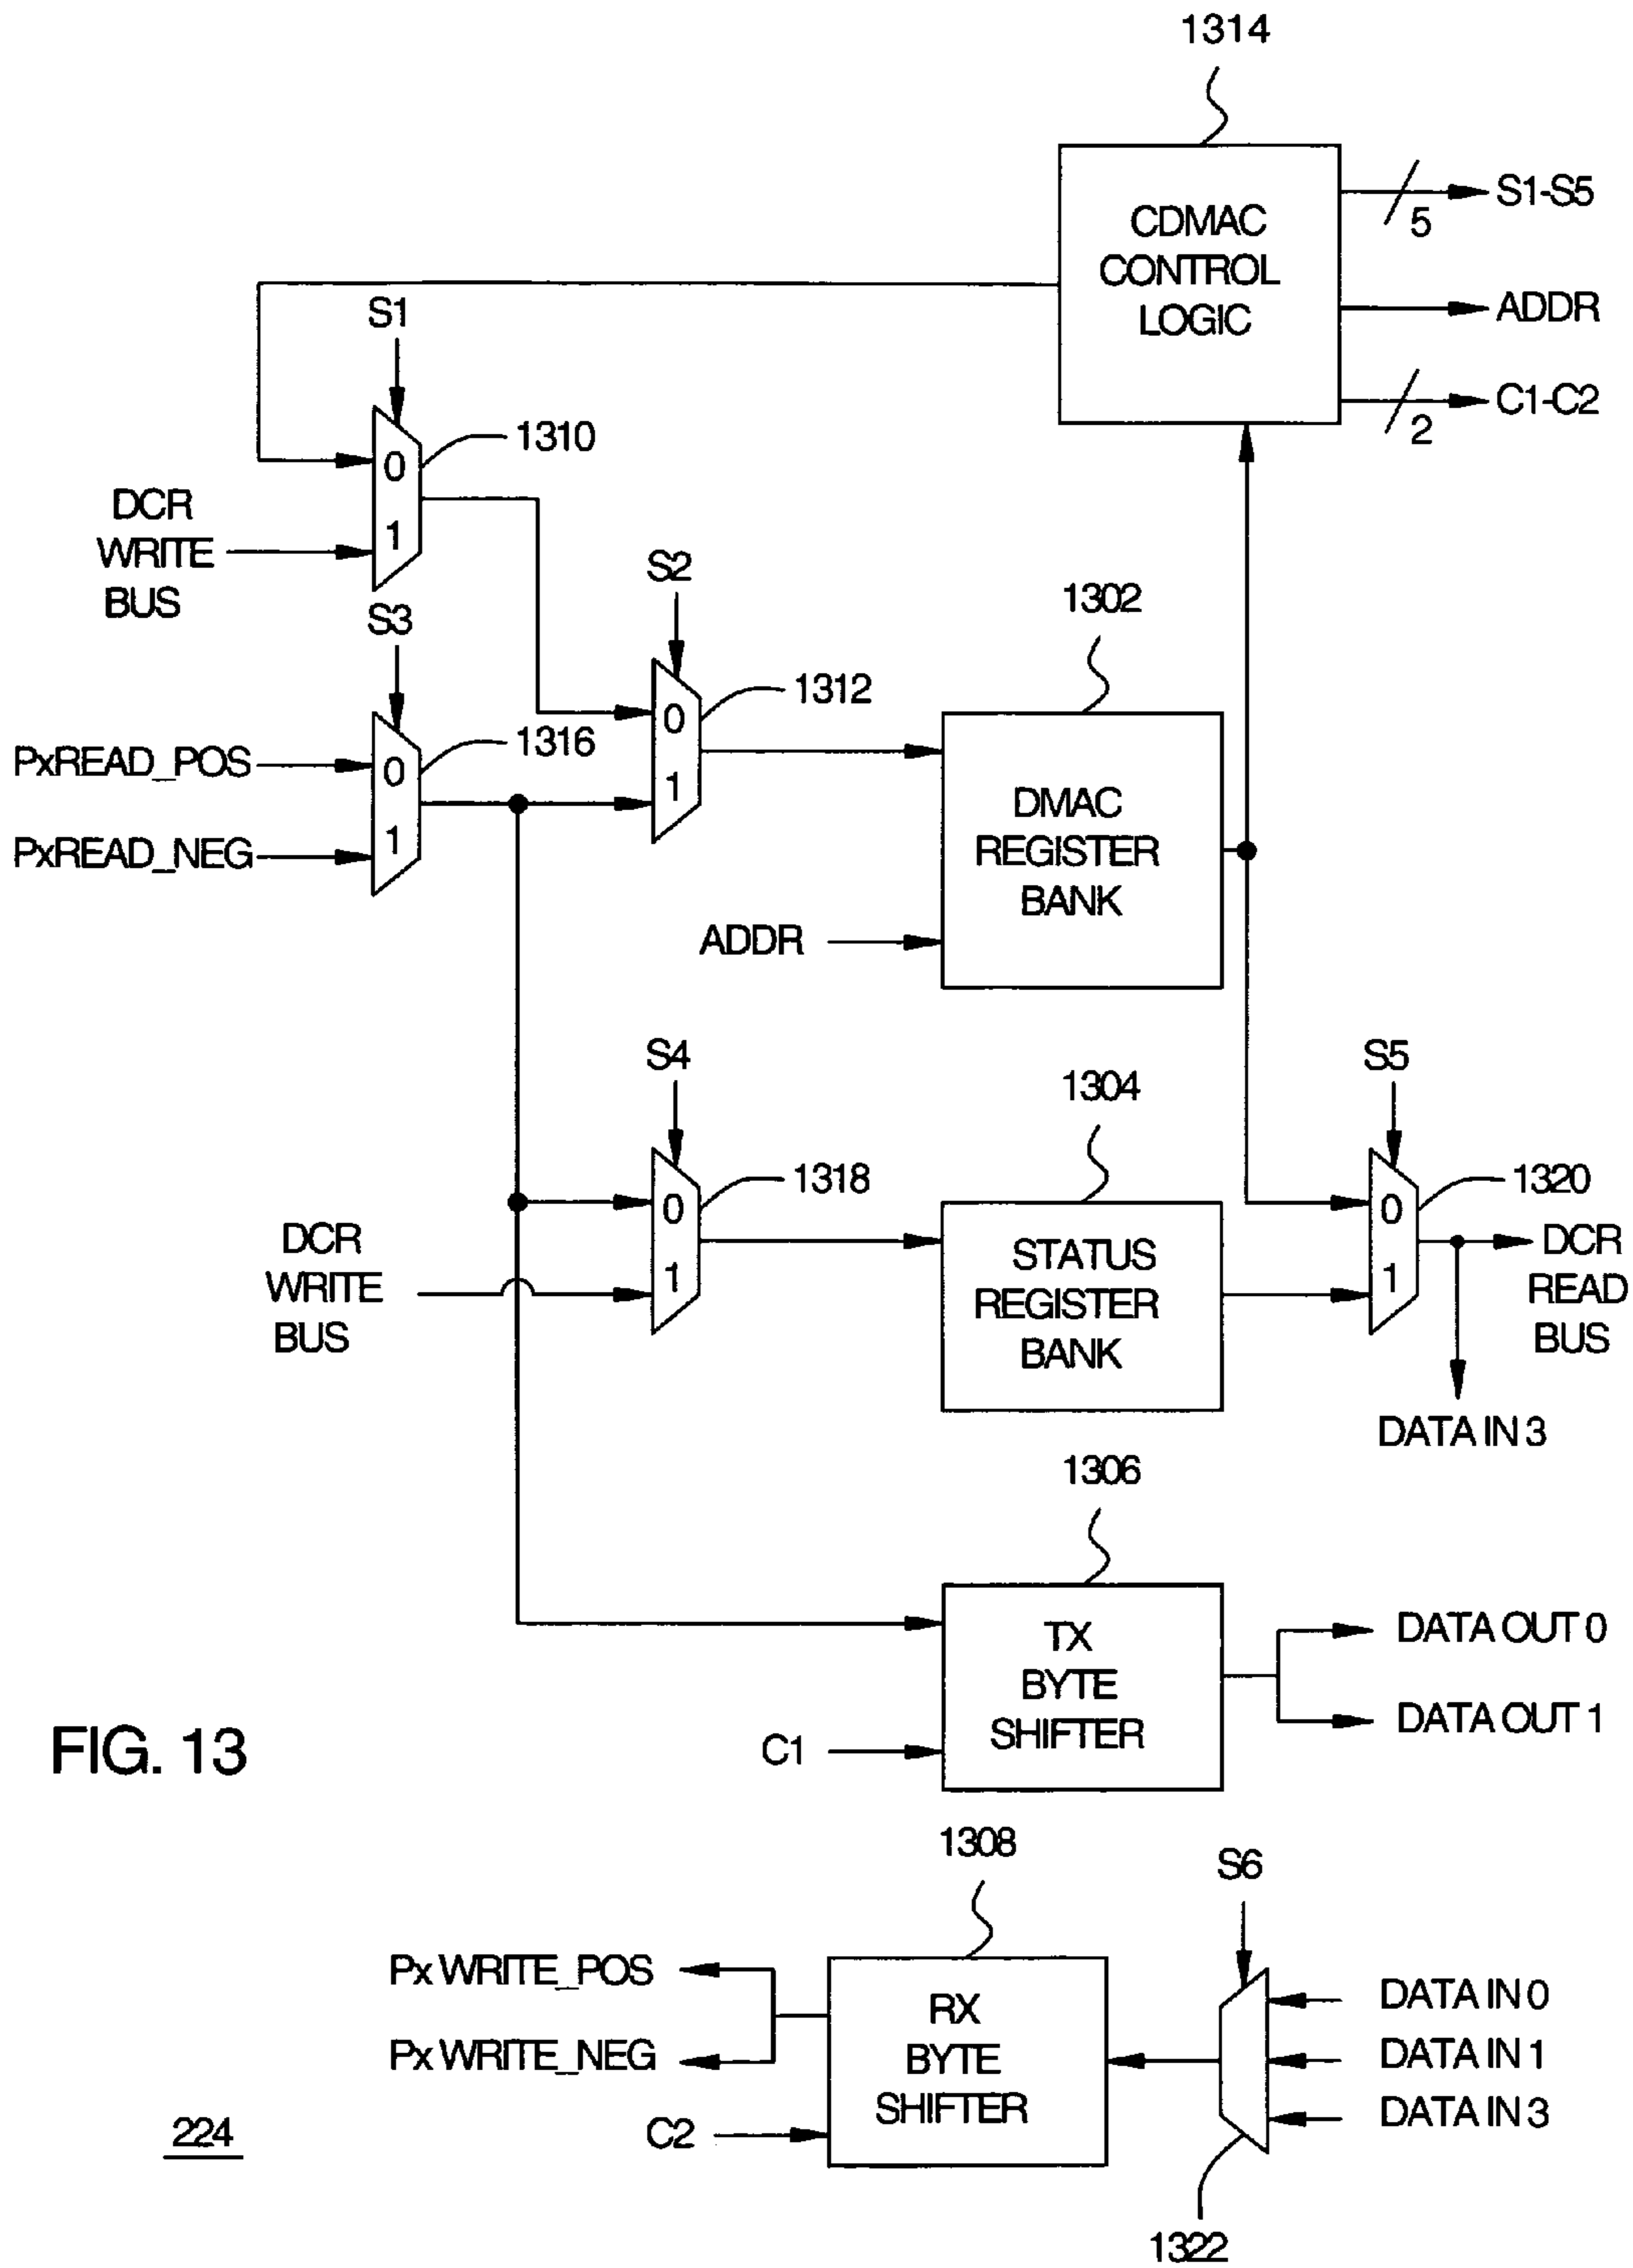 1314
CDMAC
CONTROL
LOGIC
S1-S5
5
ADDR
C1-C2
2
S1
1310
0
1
DCR
WRITE
BUS
S3
S2
1302
1312
0
1
PxREAD_POS
1316
0
1
PxREAD_NEG
DMAC
REGISTER
BANK
ADDR
S4
1304
S5
1318
0
1
DCR
WRITE
BUS
STATUS
REGISTER
BANK
1320
0
1
DCR
READ
BUS
DATA IN 3
1306
TX
BYTE
SHIFTER
DATA OUT 0
DATA OUT 1
C1
FIG. 13
1308
S6
Px WRITE_POS
Px WRITE_NEG
RX
BYTE
SHIFTER
DATA IN 0
DATA IN 1
DATA IN 3
C2
224
1322